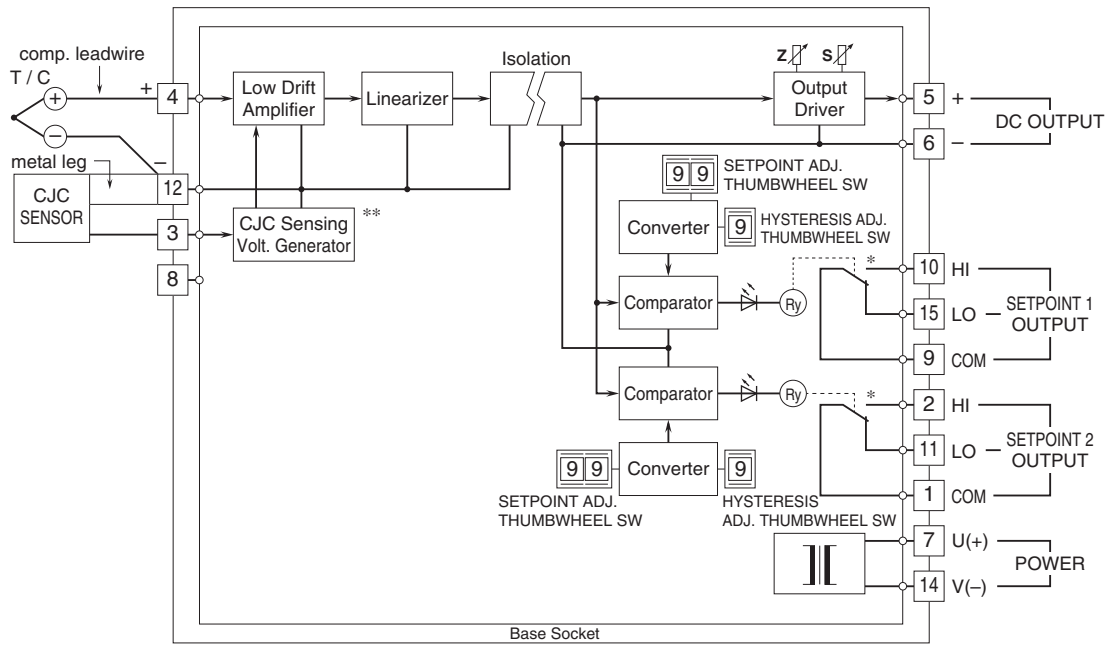 comp. leadwire
T / C
+
−
metal leg
CJC
SENSOR
+
4
−
12
3
8
Low Drift
Amplifier
Linearizer
Isolation
CJC Sensing
Volt. Generator
**
Z
S
Output
Driver
5
+
6
−
DC OUTPUT
9 9
SETPOINT ADJ.
THUMBWHEEL SW
Converter
9
HYSTERESIS ADJ.
THUMBWHEEL SW
Comparator
Ry
*
10
HI
15
LO
9
COM
SETPOINT 1
OUTPUT
Comparator
Ry
*
2
HI
11
LO
1
COM
SETPOINT 2
OUTPUT
9 9
Converter
9
SETPOINT ADJ.
THUMBWHEEL SW
HYSTERESIS
ADJ. THUMBWHEEL SW
7
U(+)
14
V(–)
POWER
Base Socket